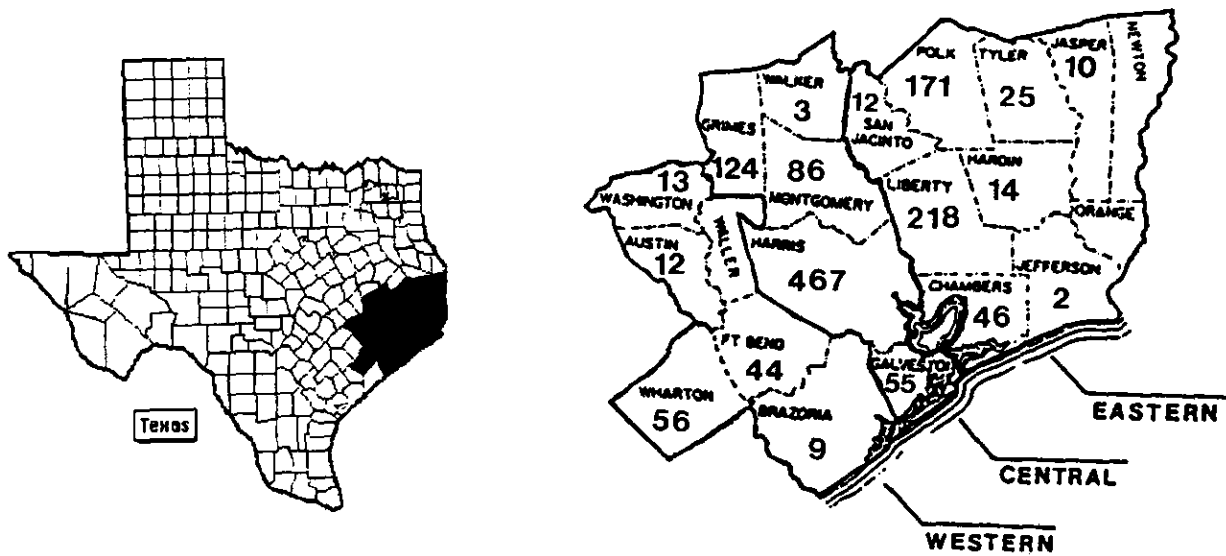 Texas
POLK
171
TYLER
25
JASPER
10
NEWTON
WALKER
3
12
SAN
JACINTO
GRIMES
124
86
MONTGOMERY
LIBERTY
218
HARDIN
14
ORANGE
13
WASHINGTON
WALLER
AUSTIN
12
HARRIS
467
JEFFERSON
2
CHAMBERS
46
FT BEND
44
GALVESTON
55
WHARTON
56
BRAZORIA
9
EASTERN
CENTRAL
WESTERN